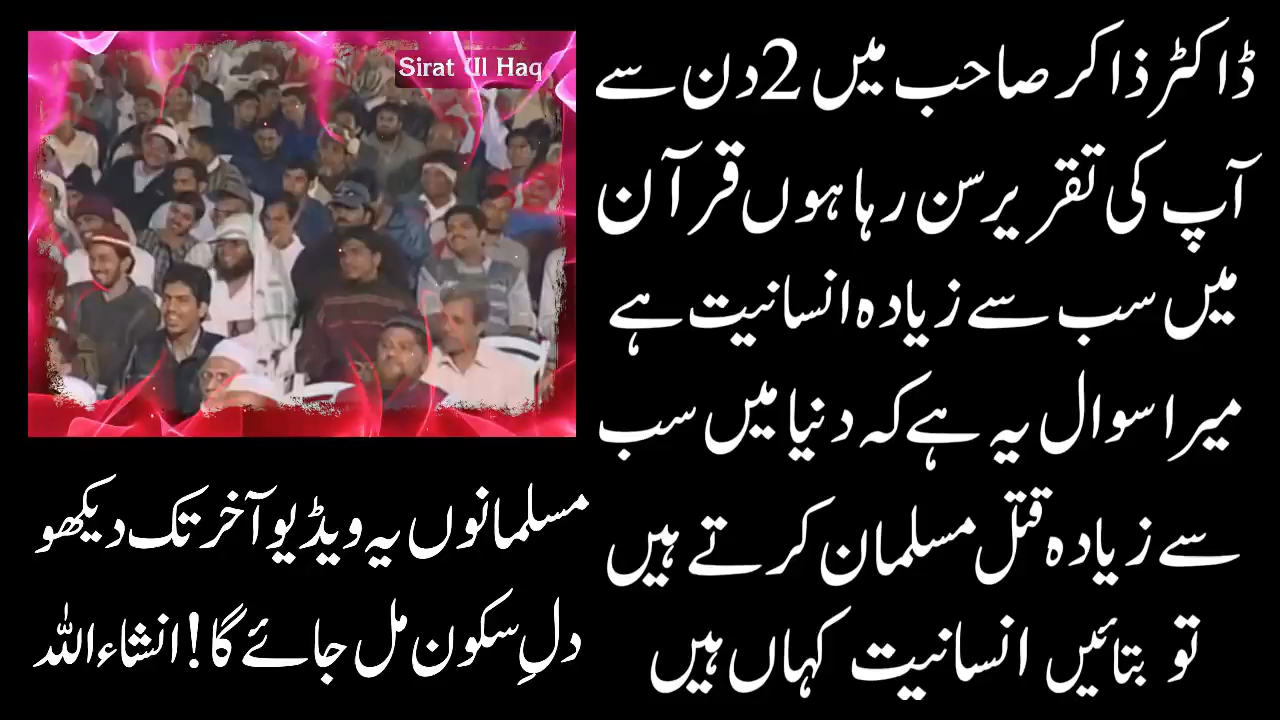 Sirat Ul Haq
ڈاکٹر ذاکر صاحب میں 2 دن سے
آپ کی تقریر سن رہا ہوں قرآن
میں سب سے زیادہ انسانیت ہے
میرا سوال یہ ہے کہ دنیا میں سب
سے زیادہ قتل مسلمان کرتے ہیں
تو بتائیں انسانیت کہاں ہیں
مسلمانوں یہ ویڈیو آخر تک دیکھو
دلِ سکون مل جائے گا! انشاء اللہ